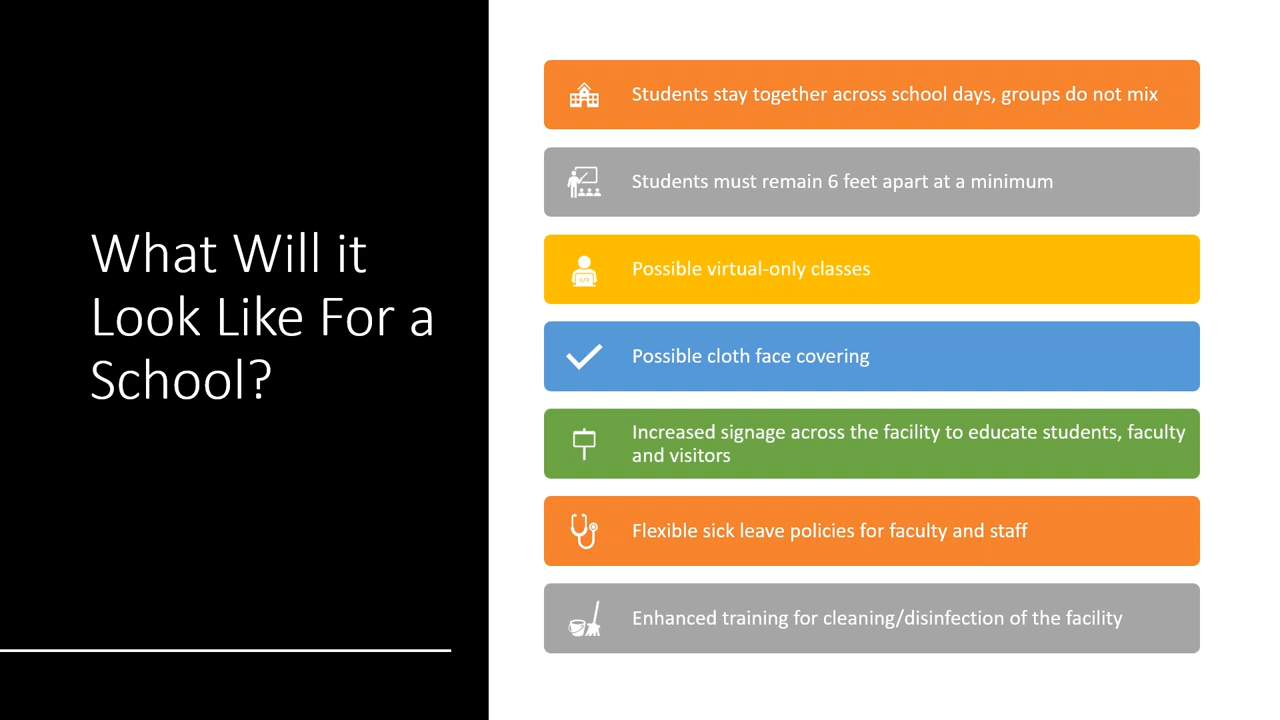 What Will it
Look Like For a
School?
Students stay together across school days, groups do not mix
Students must remain 6 feet apart at a minimum
Possible virtual-only classes
Possible cloth face covering
Increased signage across the facility to educate students, faculty
and visitors
Flexible sick leave policies for faculty and staff
Enhanced training for cleaning/disinfection of the facility